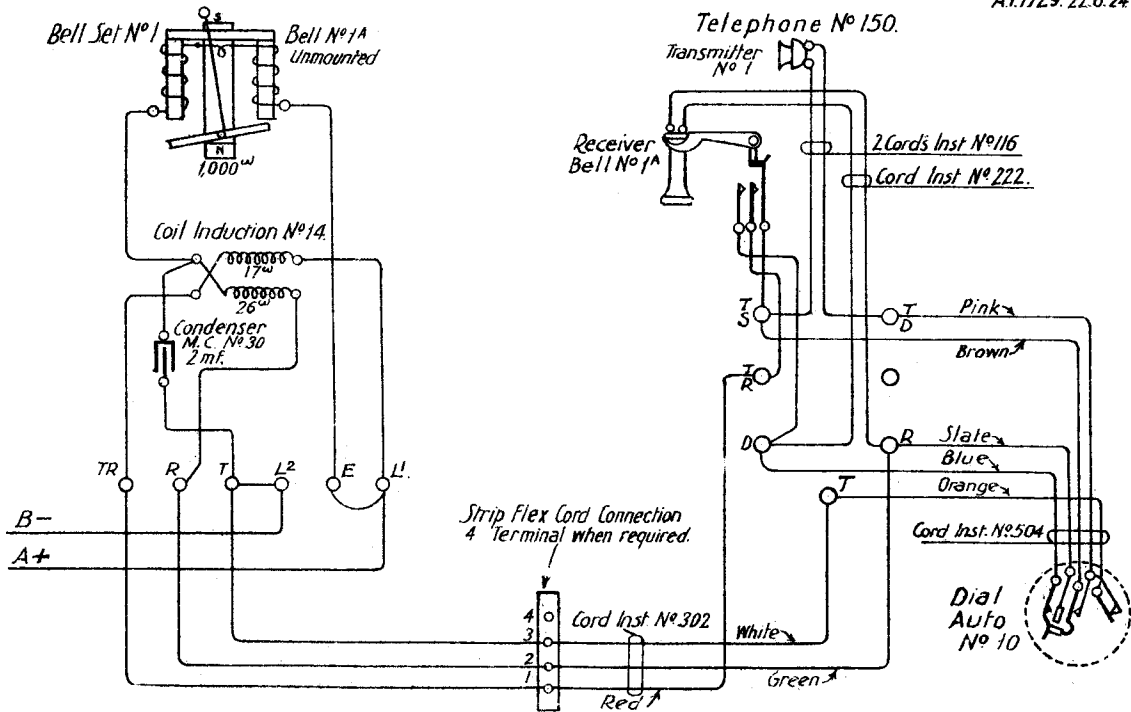 A.T.1729. 22.6.24
Telephone Nº 150.
Bell Set Nº 1
S
Bell Nº 1A
Unmounted
N
1,000ω
Transmitter
Nº 1
Receiver
Bell Nº 1A
2 Cords Inst Nº 116
Cord Inst Nº 222.
Coil Induction Nº 14.
17ω
26ω
Condenser
M.C. Nº 30
2 mf.
T
S
T
D
Pink
Brown
T
R
D
R
Slate
Blue
Orange
T
TR
R
T
L2
E
L1.
B-
A+
Strip Flex Cord Connection
4 Terminal when required.
Cord Inst. Nº 504
Dial
Auto
Nº 10
4
3
2
1
Cord Inst Nº 302
White
Green
Red